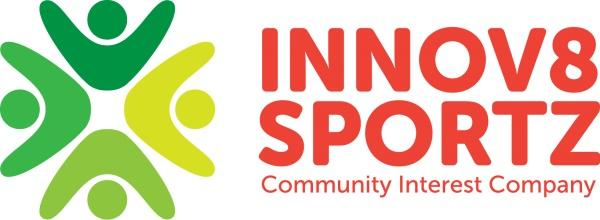 INNOV8
SPORTZ
Community Interest Company